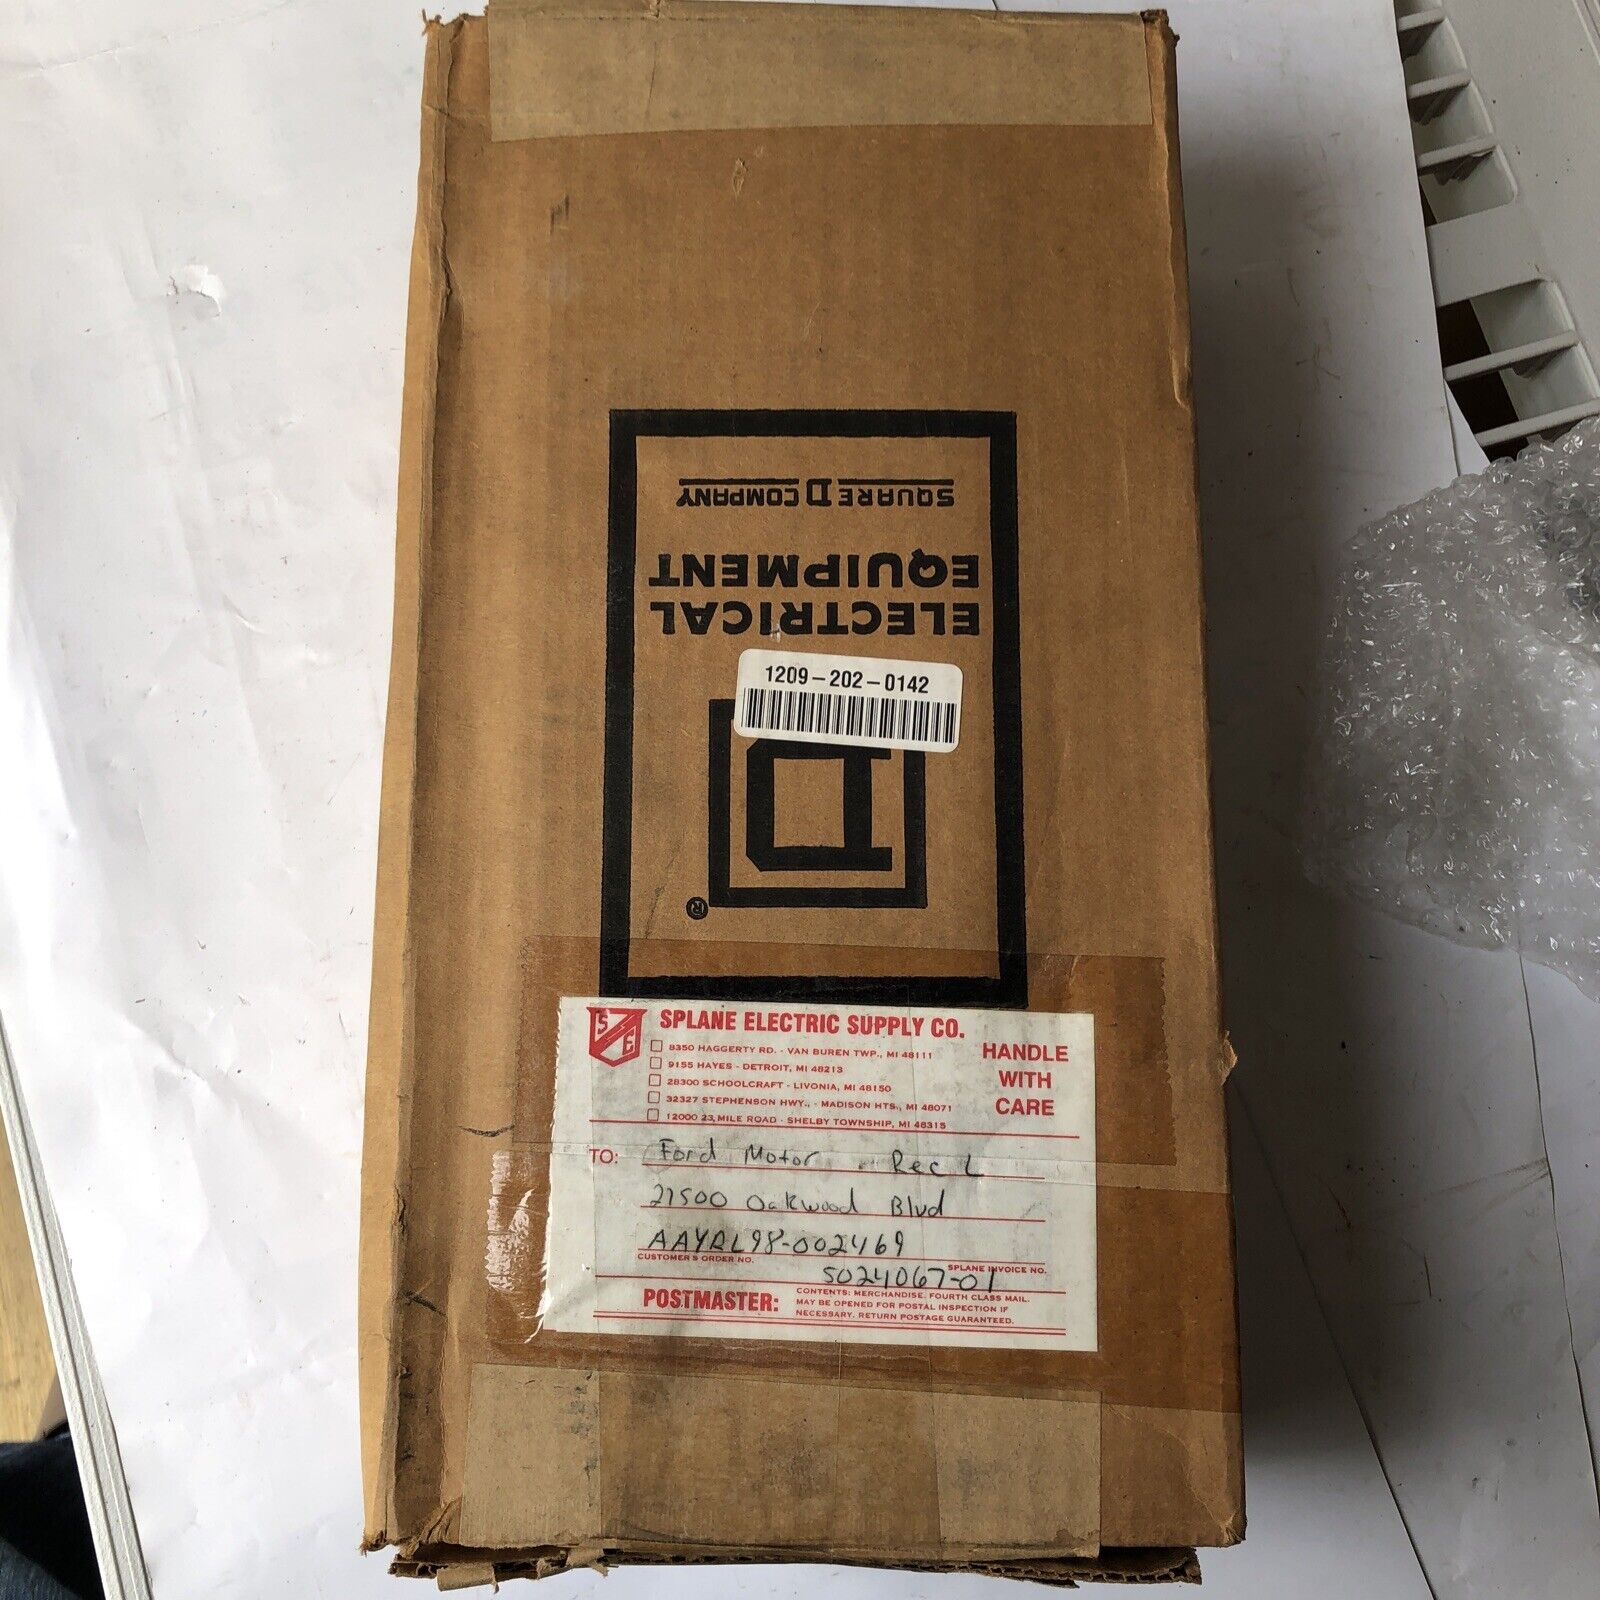 SQUARE D COMPANY
ELECTRICAL
EQUIPMENT
1209-202-0142
D
®
S
E
SPLANE ELECTRIC SUPPLY CO.
8350 HAGGERTY RD. - VAN BUREN TWP., MI 48111
9155 HAYES - DETROIT, MI 48213
28300 SCHOOLCRAFT - LIVONIA, MI 48150
32327 STEPHENSON HWY., - MADISON HTS., MI 48071
12000 23 MILE ROAD - SHELBY TOWNSHIP, MI 48315
HANDLE
WITH
CARE
TO: Ford Motor Rec L
21500 Oakwood Blvd
AAYRL98-002469
CUSTOMER'S ORDER NO.
SPLANE INVOICE NO.
S024067-01
POSTMASTER:
CONTENTS: MERCHANDISE. FOURTH CLASS MAIL.
MAY BE OPENED FOR POSTAL INSPECTION IF
NECESSARY. RETURN POSTAGE GUARANTEED.